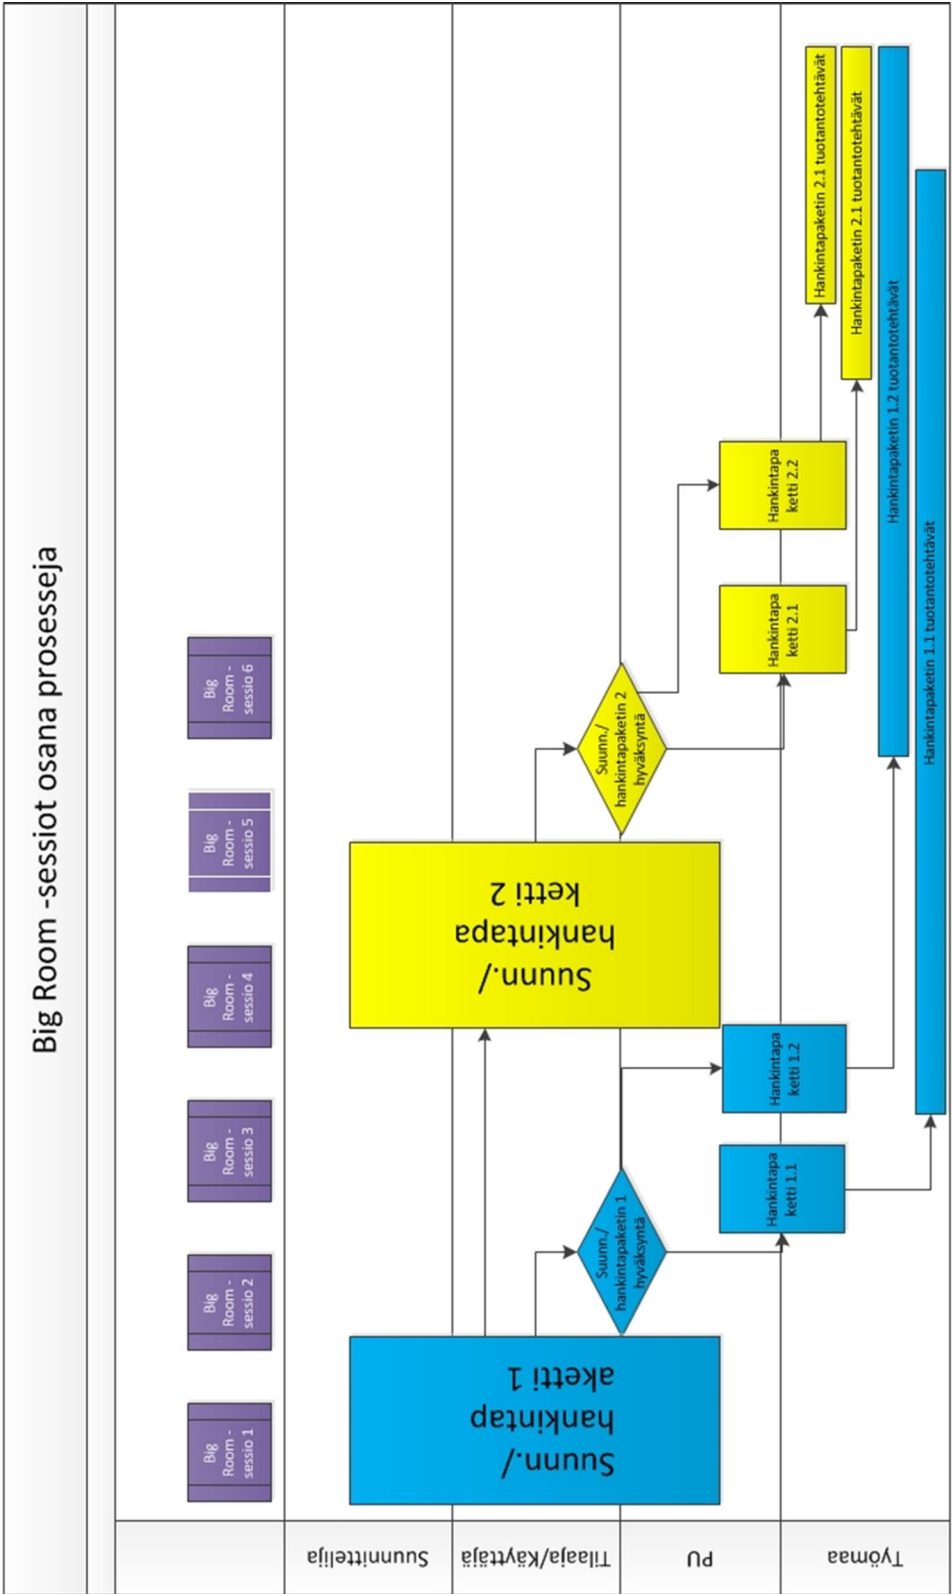 Big Room -sessiot osana prosesseja
Big
Room -
sessio 1
Big
Room -
sessio 2
Big
Room -
sessio 3
Big
Room -
sessio 4
Big
Room -
sessio 5
Big
Room -
sessio 6
Suunnittelija
Tilaaja/Käyttäjä
PU
Työmaa
Suunn./
hankintap
aketti 1
Suunn./
hankintapaketin 1
hyväksyntä
Suunn./
hankintapa
ketti 2
Suunn./
hankintapaketin 2
hyväksyntä
Hankintapa
ketti 1.1
Hankintapa
ketti 1.2
Hankintapa
ketti 2.1
Hankintapa
ketti 2.2
Hankintapaketin 2.1 tuotantotehtävät
Hankintapaketin 2.1 tuotantotehtävät
Hankintapaketin 1.2 tuotantotehtävät
Hankintapaketin 1.1 tuotantotehtävät